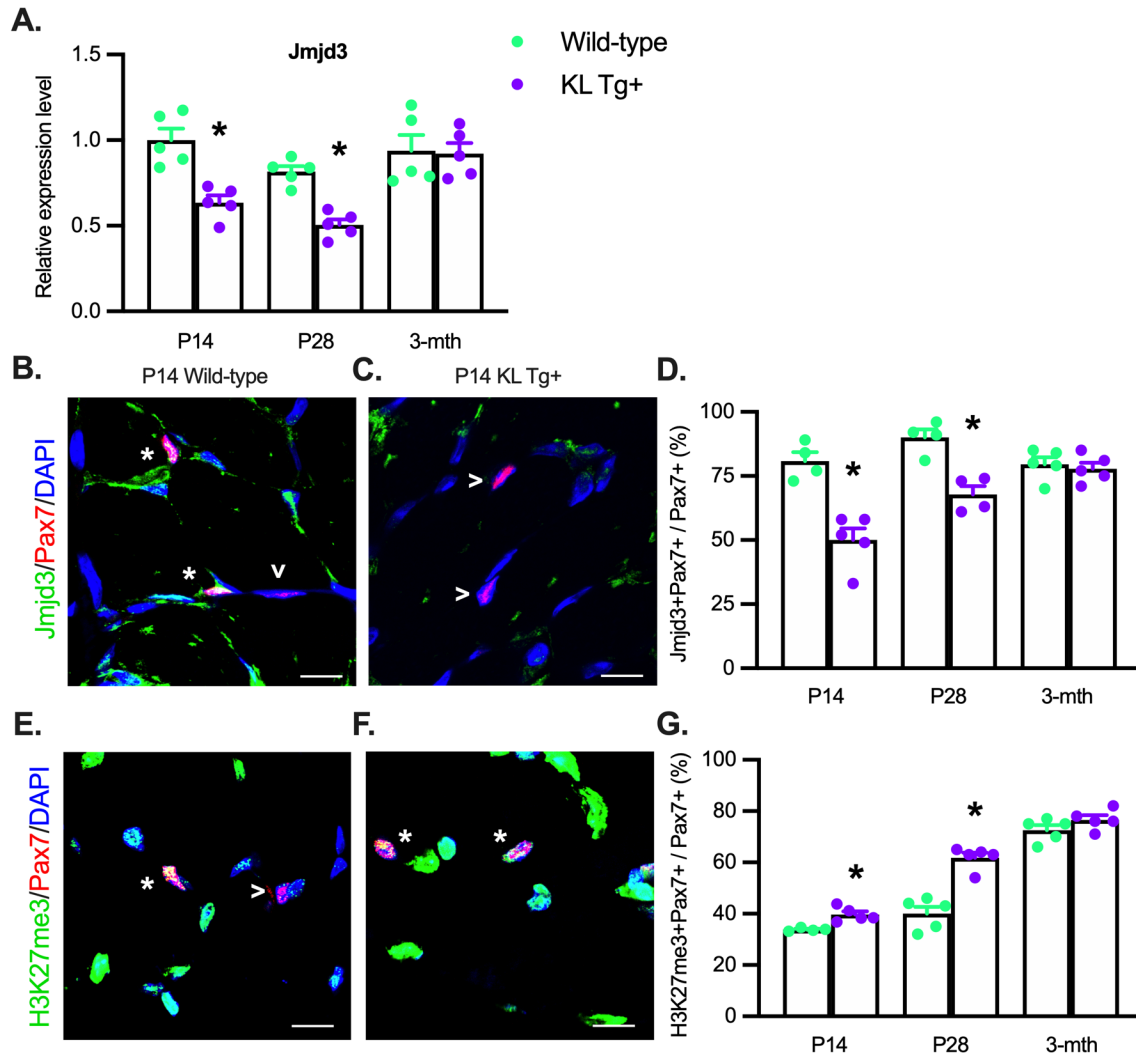 A.
Jmjd3
Wild-type
KL Tg+
Relative expression level
1.5
1.0
0.5
0.0
*
*
P14
P28
3-mth
B.
P14 Wild-type
Jmjd3/Pax7/DAPI
*
*
v
C.
P14 KL Tg+
>
>
D.
Jmjd3+Pax7+ / Pax7+ (%)
100
75
50
25
0
*
*
P14
P28
3-mth
E.
H3K27me3/Pax7/DAPI
*
>
F.
*
*
G.
H3K27me3+Pax7+ / Pax7+ (%)
100
80
60
40
20
0
*
*
P14
P28
3-mth